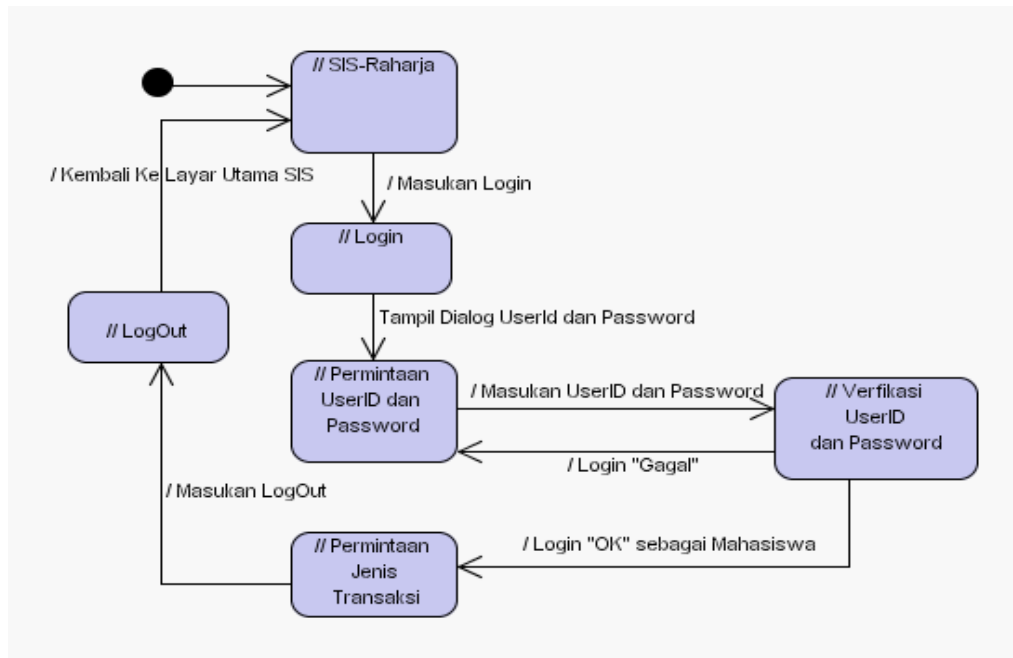 // SIS-Raharja
/ Kembali Ke Layar Utama SIS
/ Masukan Login
// Login
Tampil Dialog UserId dan Password
// LogOut
// Permintaan
UserID dan
Password
/ Masukan UserID dan Password
// Verfikasi
UserID
dan Password
/ Login "Gagal"
/ Masukan LogOut
// Permintaan
Jenis
Transaksi
/ Login "OK" sebagai Mahasiswa